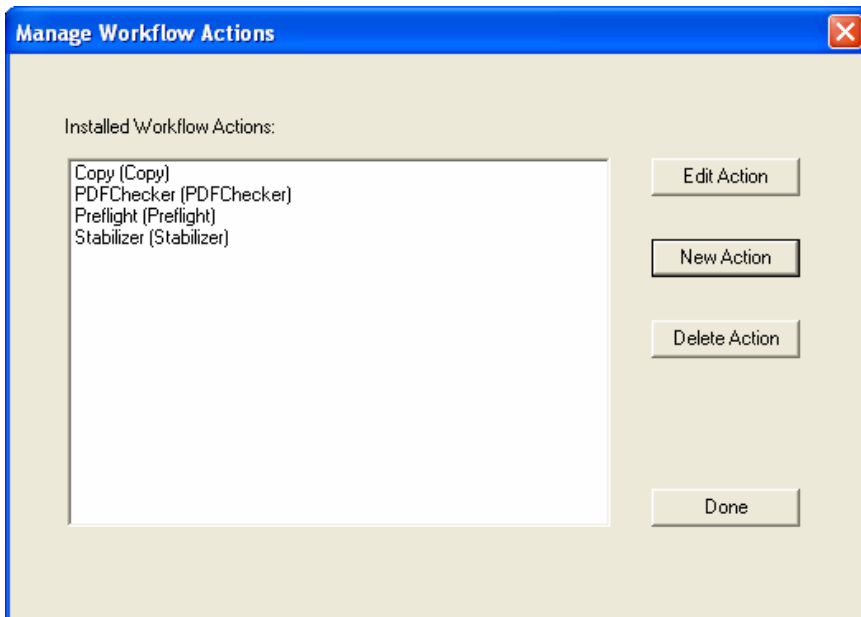 Manage Workflow Actions
Installed Workflow Actions:
Copy (Copy)
PDFChecker (PDFChecker)
Preflight (Preflight)
Stabilizer (Stabilizer)
Edit Action
New Action
Delete Action
Done